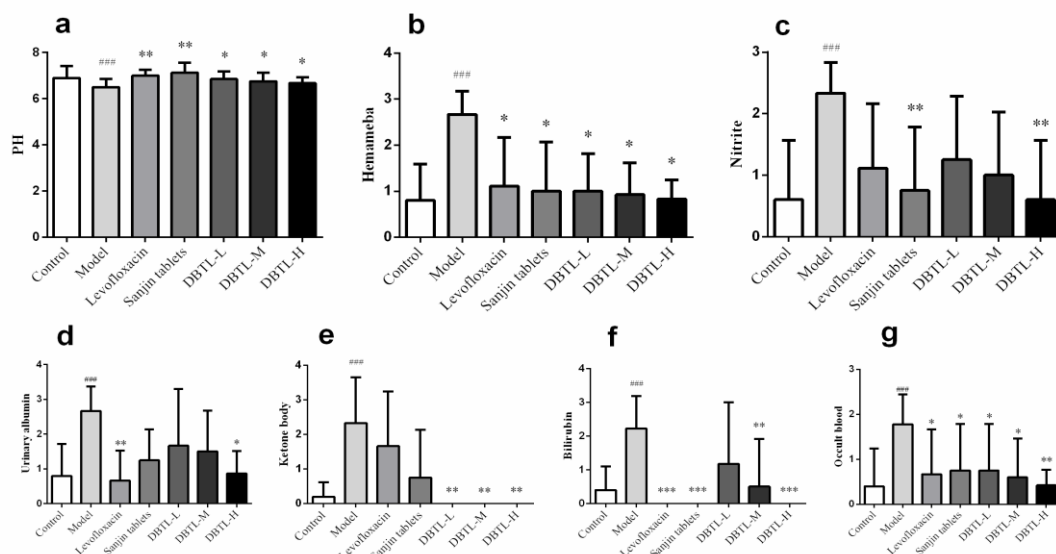 a
PH
8
6
4
2
0
###
**
**
*
*
*
Control
Model
Levofloxacin
Sanjin tablets
DBTL-L
DBTL-M
DBTL-H
b
Hemameba
4
3
2
1
0
###
*
*
*
*
*
Control
Model
Levofloxacin
Sanjin tablets
DBTL-L
DBTL-M
DBTL-H
c
Nitrite
3
2
1
0
###
**
**
Control
Model
Levofloxacin
Sanjin tablets
DBTL-L
DBTL-M
DBTL-H
d
Urinary albumin
4
3
2
1
0
###
**
*
Control
Model
Levofloxacin
Sanjin tablets
DBTL-L
DBTL-M
DBTL-H
e
Ketone body
4
3
2
1
0
###
**
**
**
Control
Model
Levofloxacin
Sanjin tablets
DBTL-L
DBTL-M
DBTL-H
f
Bilirubin
4
3
2
1
0
###
***
***
**
***
Control
Model
Levofloxacin
Sanjin tablets
DBTL-L
DBTL-M
DBTL-H
g
Occult blood
3
2
1
0
###
*
*
*
*
**
Control
Model
Levofloxacin
Sanjin tablets
DBTL-L
DBTL-M
DBTL-H